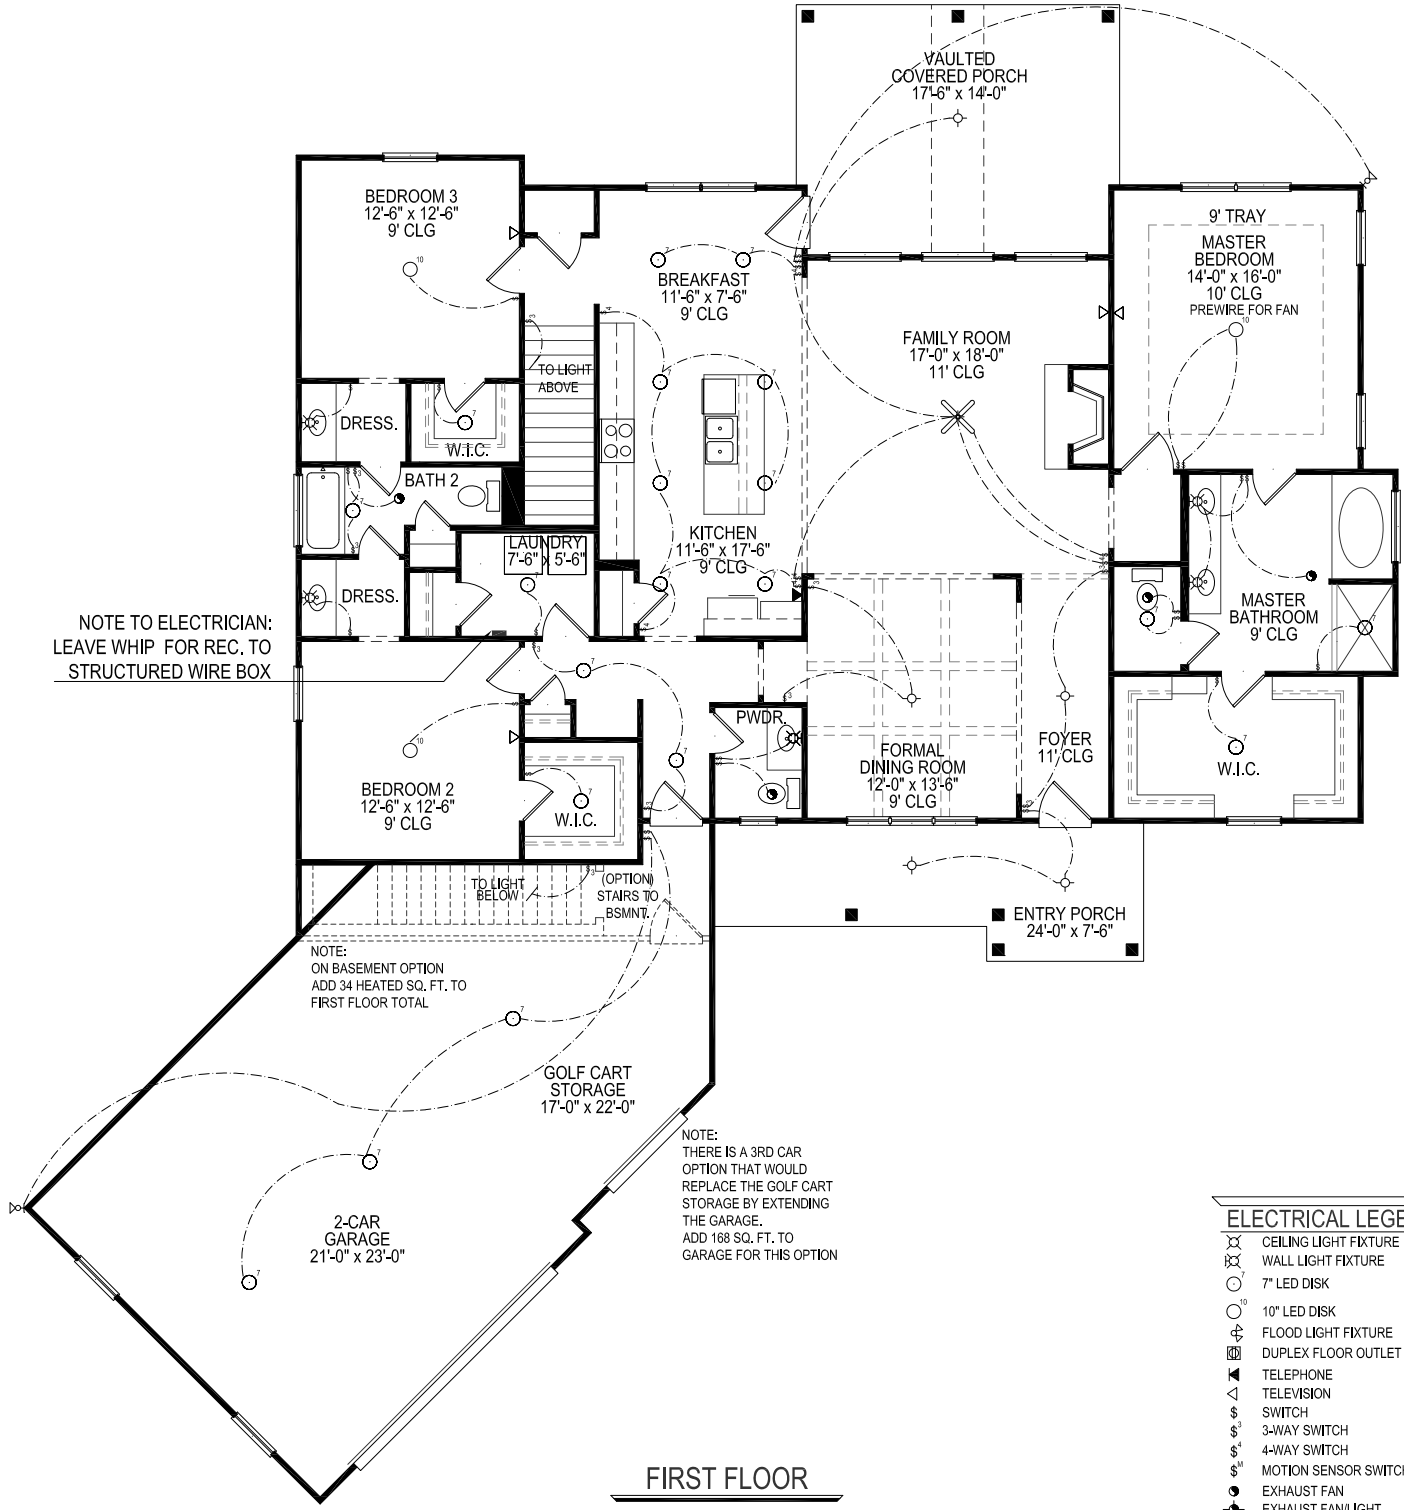 VAULTED
COVERED PORCH
17'-6" x 14'-0"
BEDROOM 3
12'-6" x 12'-6"
9' CLG
9' TRAY
MASTER
BEDROOM
14'-0" x 16'-0"
10' CLG
PREWIRE FOR FAN
BREAKFAST
11'-6" x 7'-6"
9' CLG
FAMILY ROOM
17'-0" x 18'-0"
11' CLG
TO LIGHT
ABOVE
DRESS.
W.I.C.
BATH 2
KITCHEN
11'-6" x 17'-6"
9' CLG
LAUNDRY
7'-6" x 5'-6"
DRESS.
MASTER
BATHROOM
9' CLG
NOTE TO ELECTRICIAN:
LEAVE WHIP FOR REC. TO
STRUCTURED WIRE BOX
PWDR.
FORMAL
DINING ROOM
12'-0" x 13'-6"
9' CLG
FOYER
11' CLG
W.I.C.
BEDROOM 2
12'-6" x 12'-6"
9' CLG
W.I.C.
TO LIGHT
BELOW
(OPTION)
STAIRS TO
BSMNT.
ENTRY PORCH
24'-0" x 7'-6"
NOTE:
ON BASEMENT OPTION
ADD 34 HEATED SQ. FT. TO
FIRST FLOOR TOTAL
GOLF CART
STORAGE
17'-0" x 22'-0"
NOTE:
THERE IS A 3RD CAR
OPTION THAT WOULD
REPLACE THE GOLF CART
STORAGE BY EXTENDING
THE GARAGE.
ADD 168 SQ. FT. TO
GARAGE FOR THIS OPTION
2-CAR
GARAGE
21'-0" x 23'-0"
ELECTRICAL LEGE
CEILING LIGHT FIXTURE
WALL LIGHT FIXTURE
7 7" LED DISK
10 10" LED DISK
FLOOD LIGHT FIXTURE
DUPLEX FLOOR OUTLET
TELEPHONE
TELEVISION
$ SWITCH
$3 3-WAY SWITCH
$4 4-WAY SWITCH
$M MOTION SENSOR SWITCH
EXHAUST FAN
EXHAUST FAN/LIGHT
FIRST FLOOR